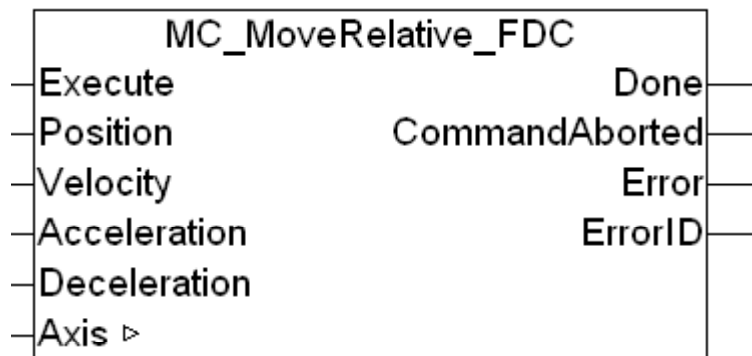 MC_MoveRelative_FDC
Execute Done
Position CommandAborted
Velocity Error
Acceleration ErrorID
Deceleration
Axis ▷